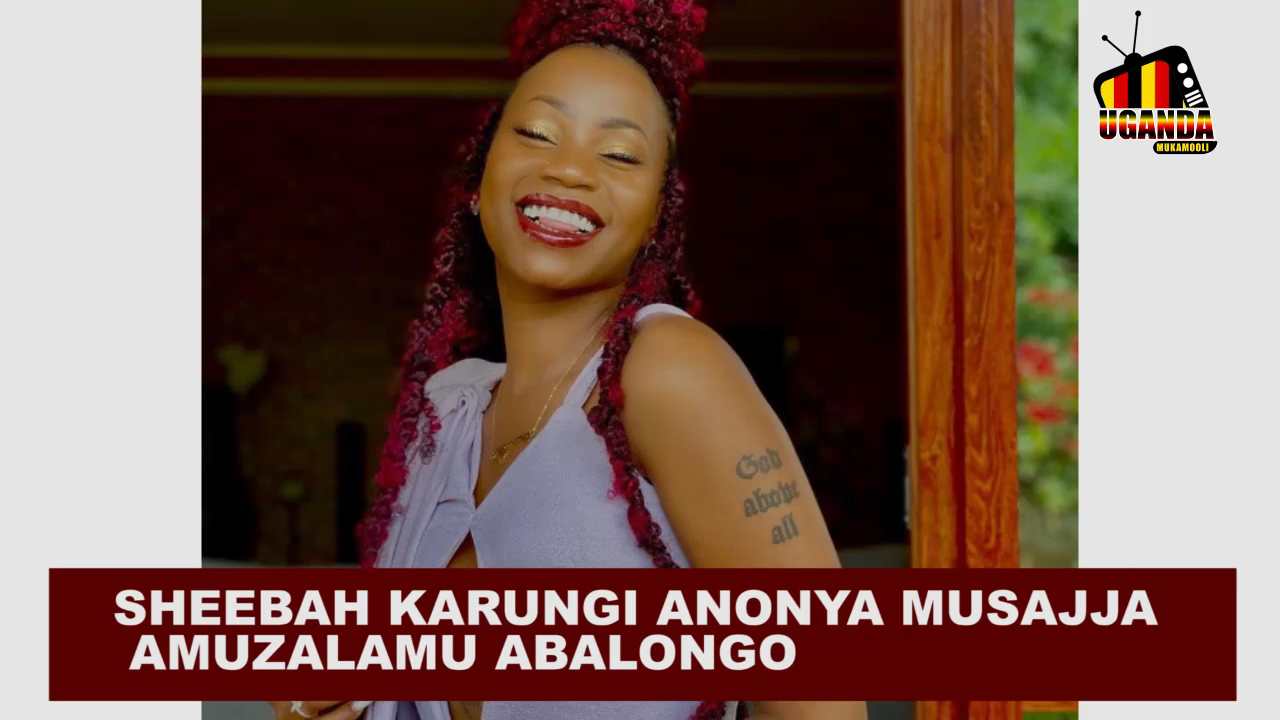 UGANDA
MUKAMOOLI
God
above
all
SHEEBAH KARUNGI ANONYA MUSAJJA
AMUZALAMU ABALONGO